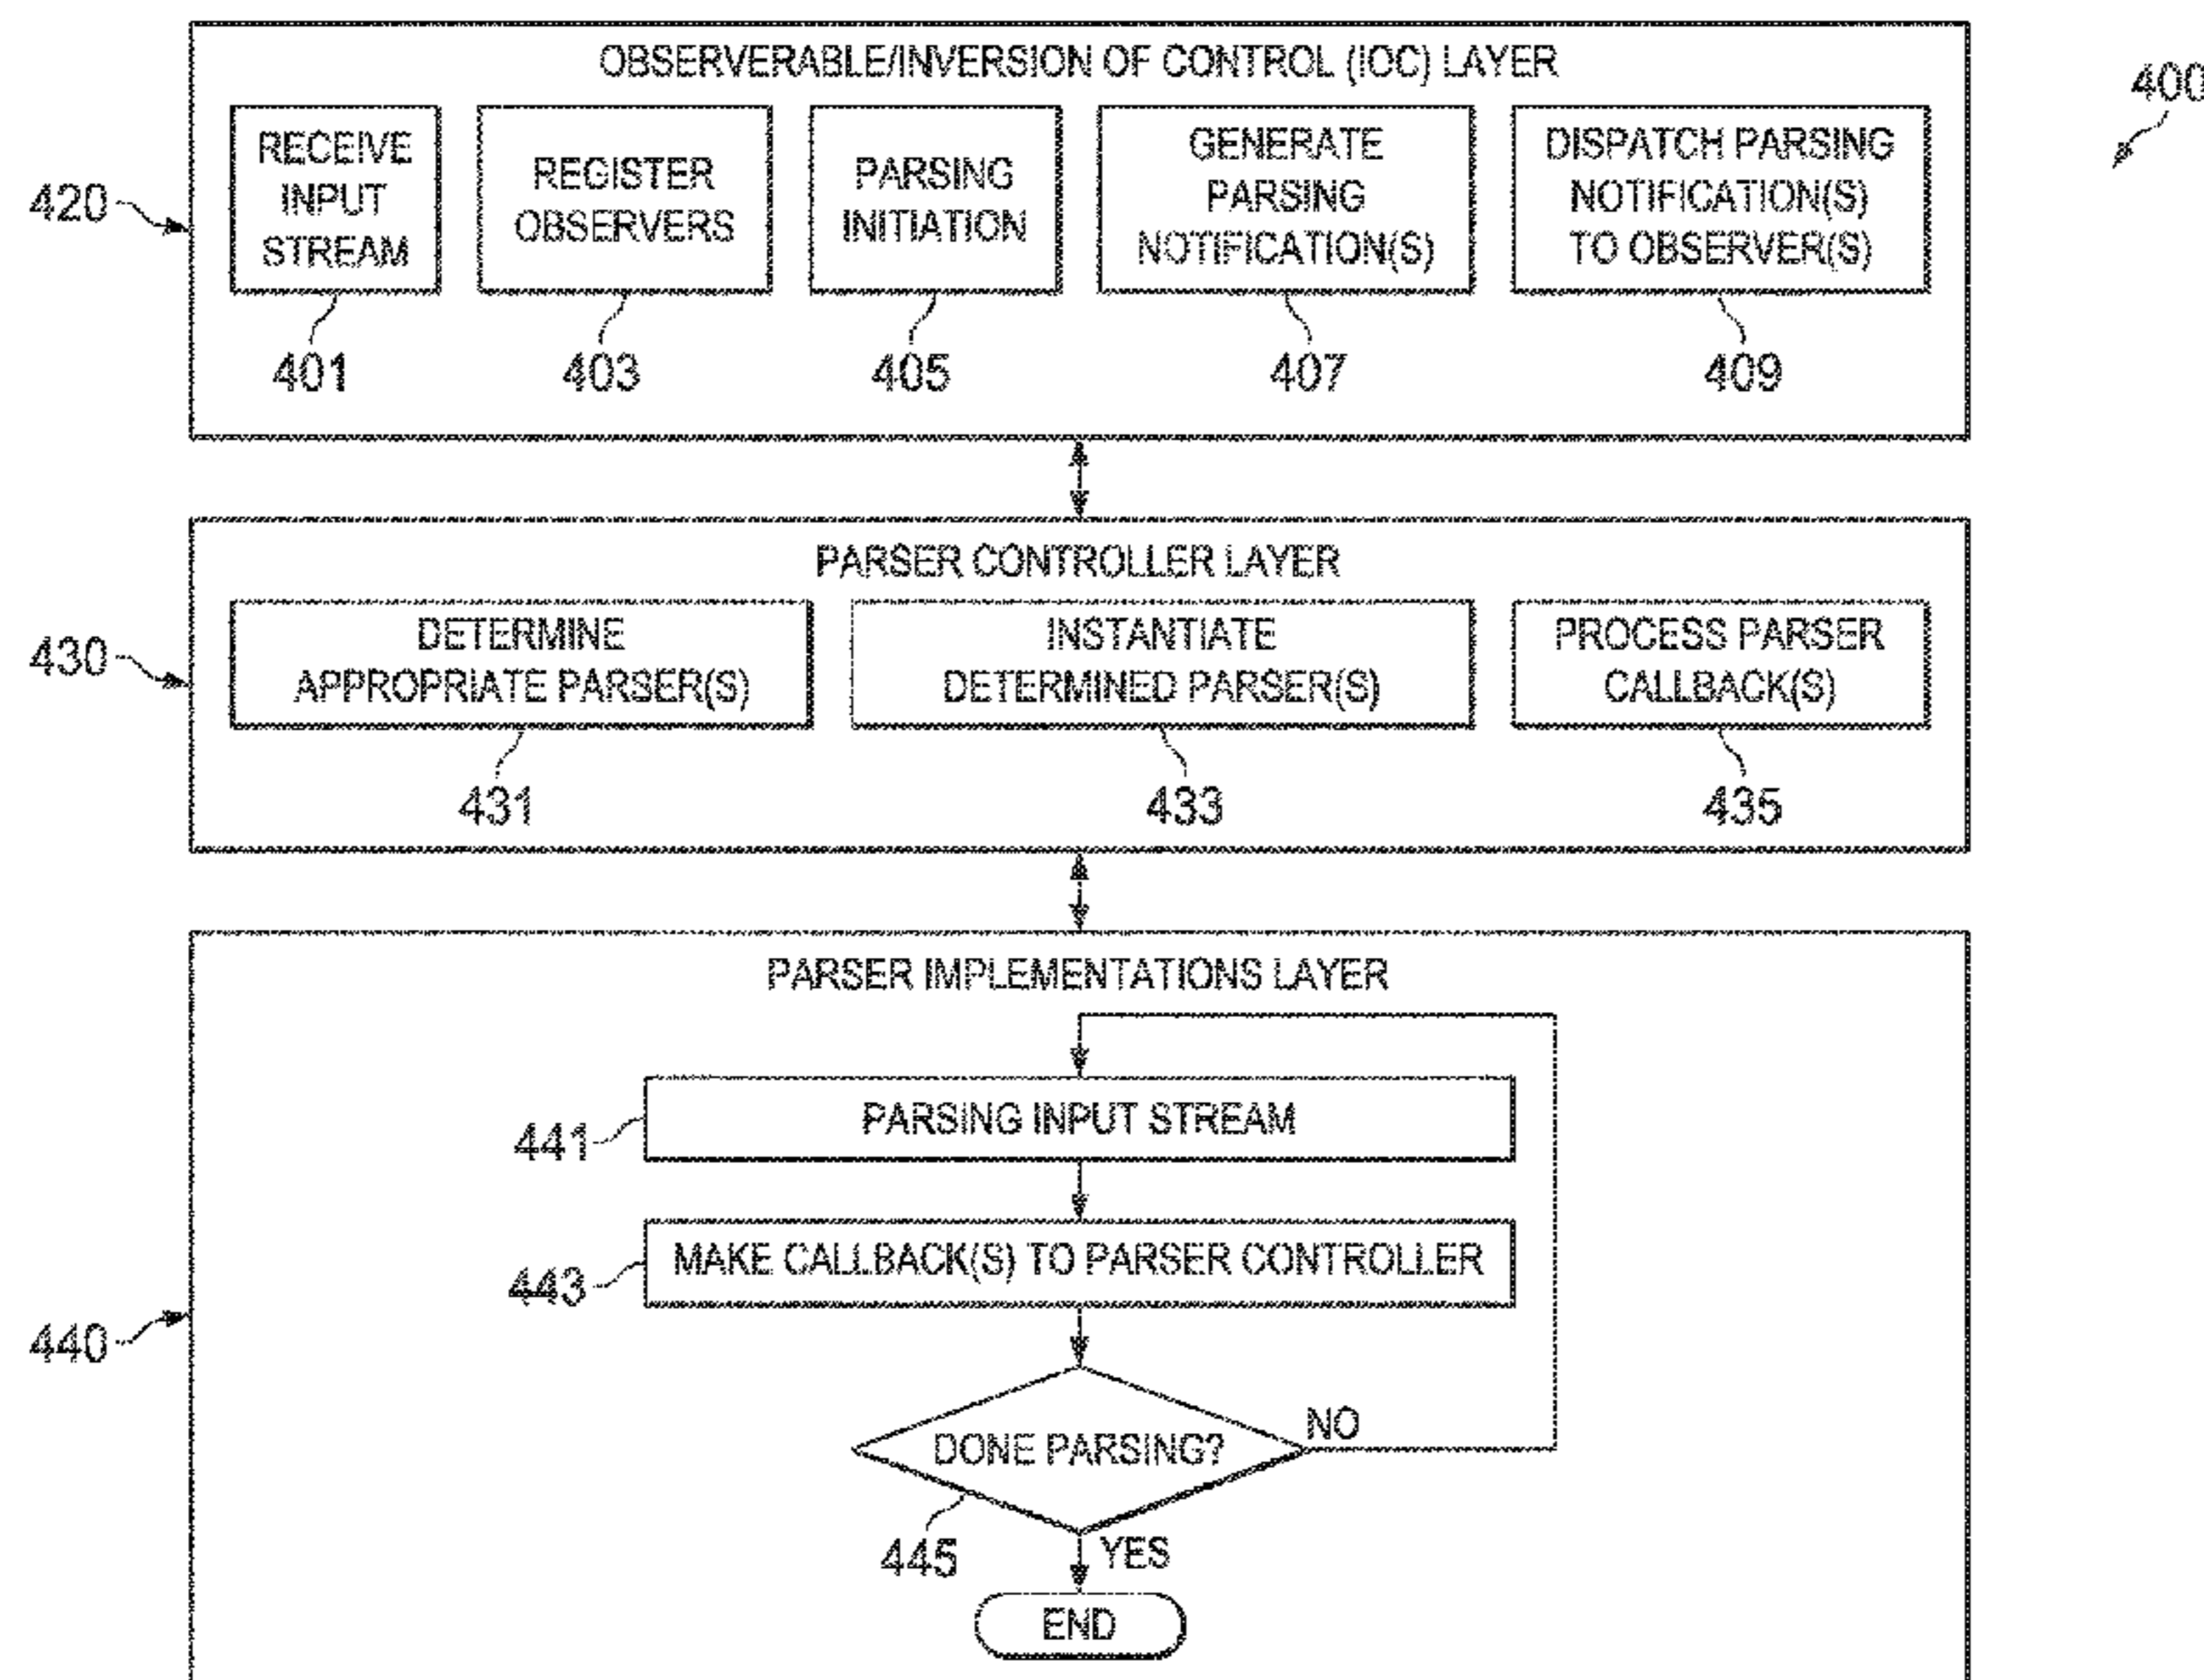 OBSERVERABLE/INVERSION OF CONTROL (IOC) LAYER
400
RECEIVE
INPUT
STREAM
REGISTER
OBSERVERS
PARSING
INITIATION
GENERATE
PARSING
NOTIFICATION(S)
DISPATCH PARSING
NOTIFICATION(S)
TO OBSERVER(S)
420
401
403
405
407
409
PARSER CONTROLLER LAYER
430
DETERMINE
APPROPRIATE PARSER(S)
INSTANTIATE
DETERMINED PARSER(S)
PROCESS PARSER
CALLBACK(S)
431
433
435
PARSER IMPLEMENTATIONS LAYER
PARSING INPUT STREAM
441
MAKE CALLBACK(S) TO PARSER CONTROLLER
443
440
DONE PARSING?
NO
445
YES
END